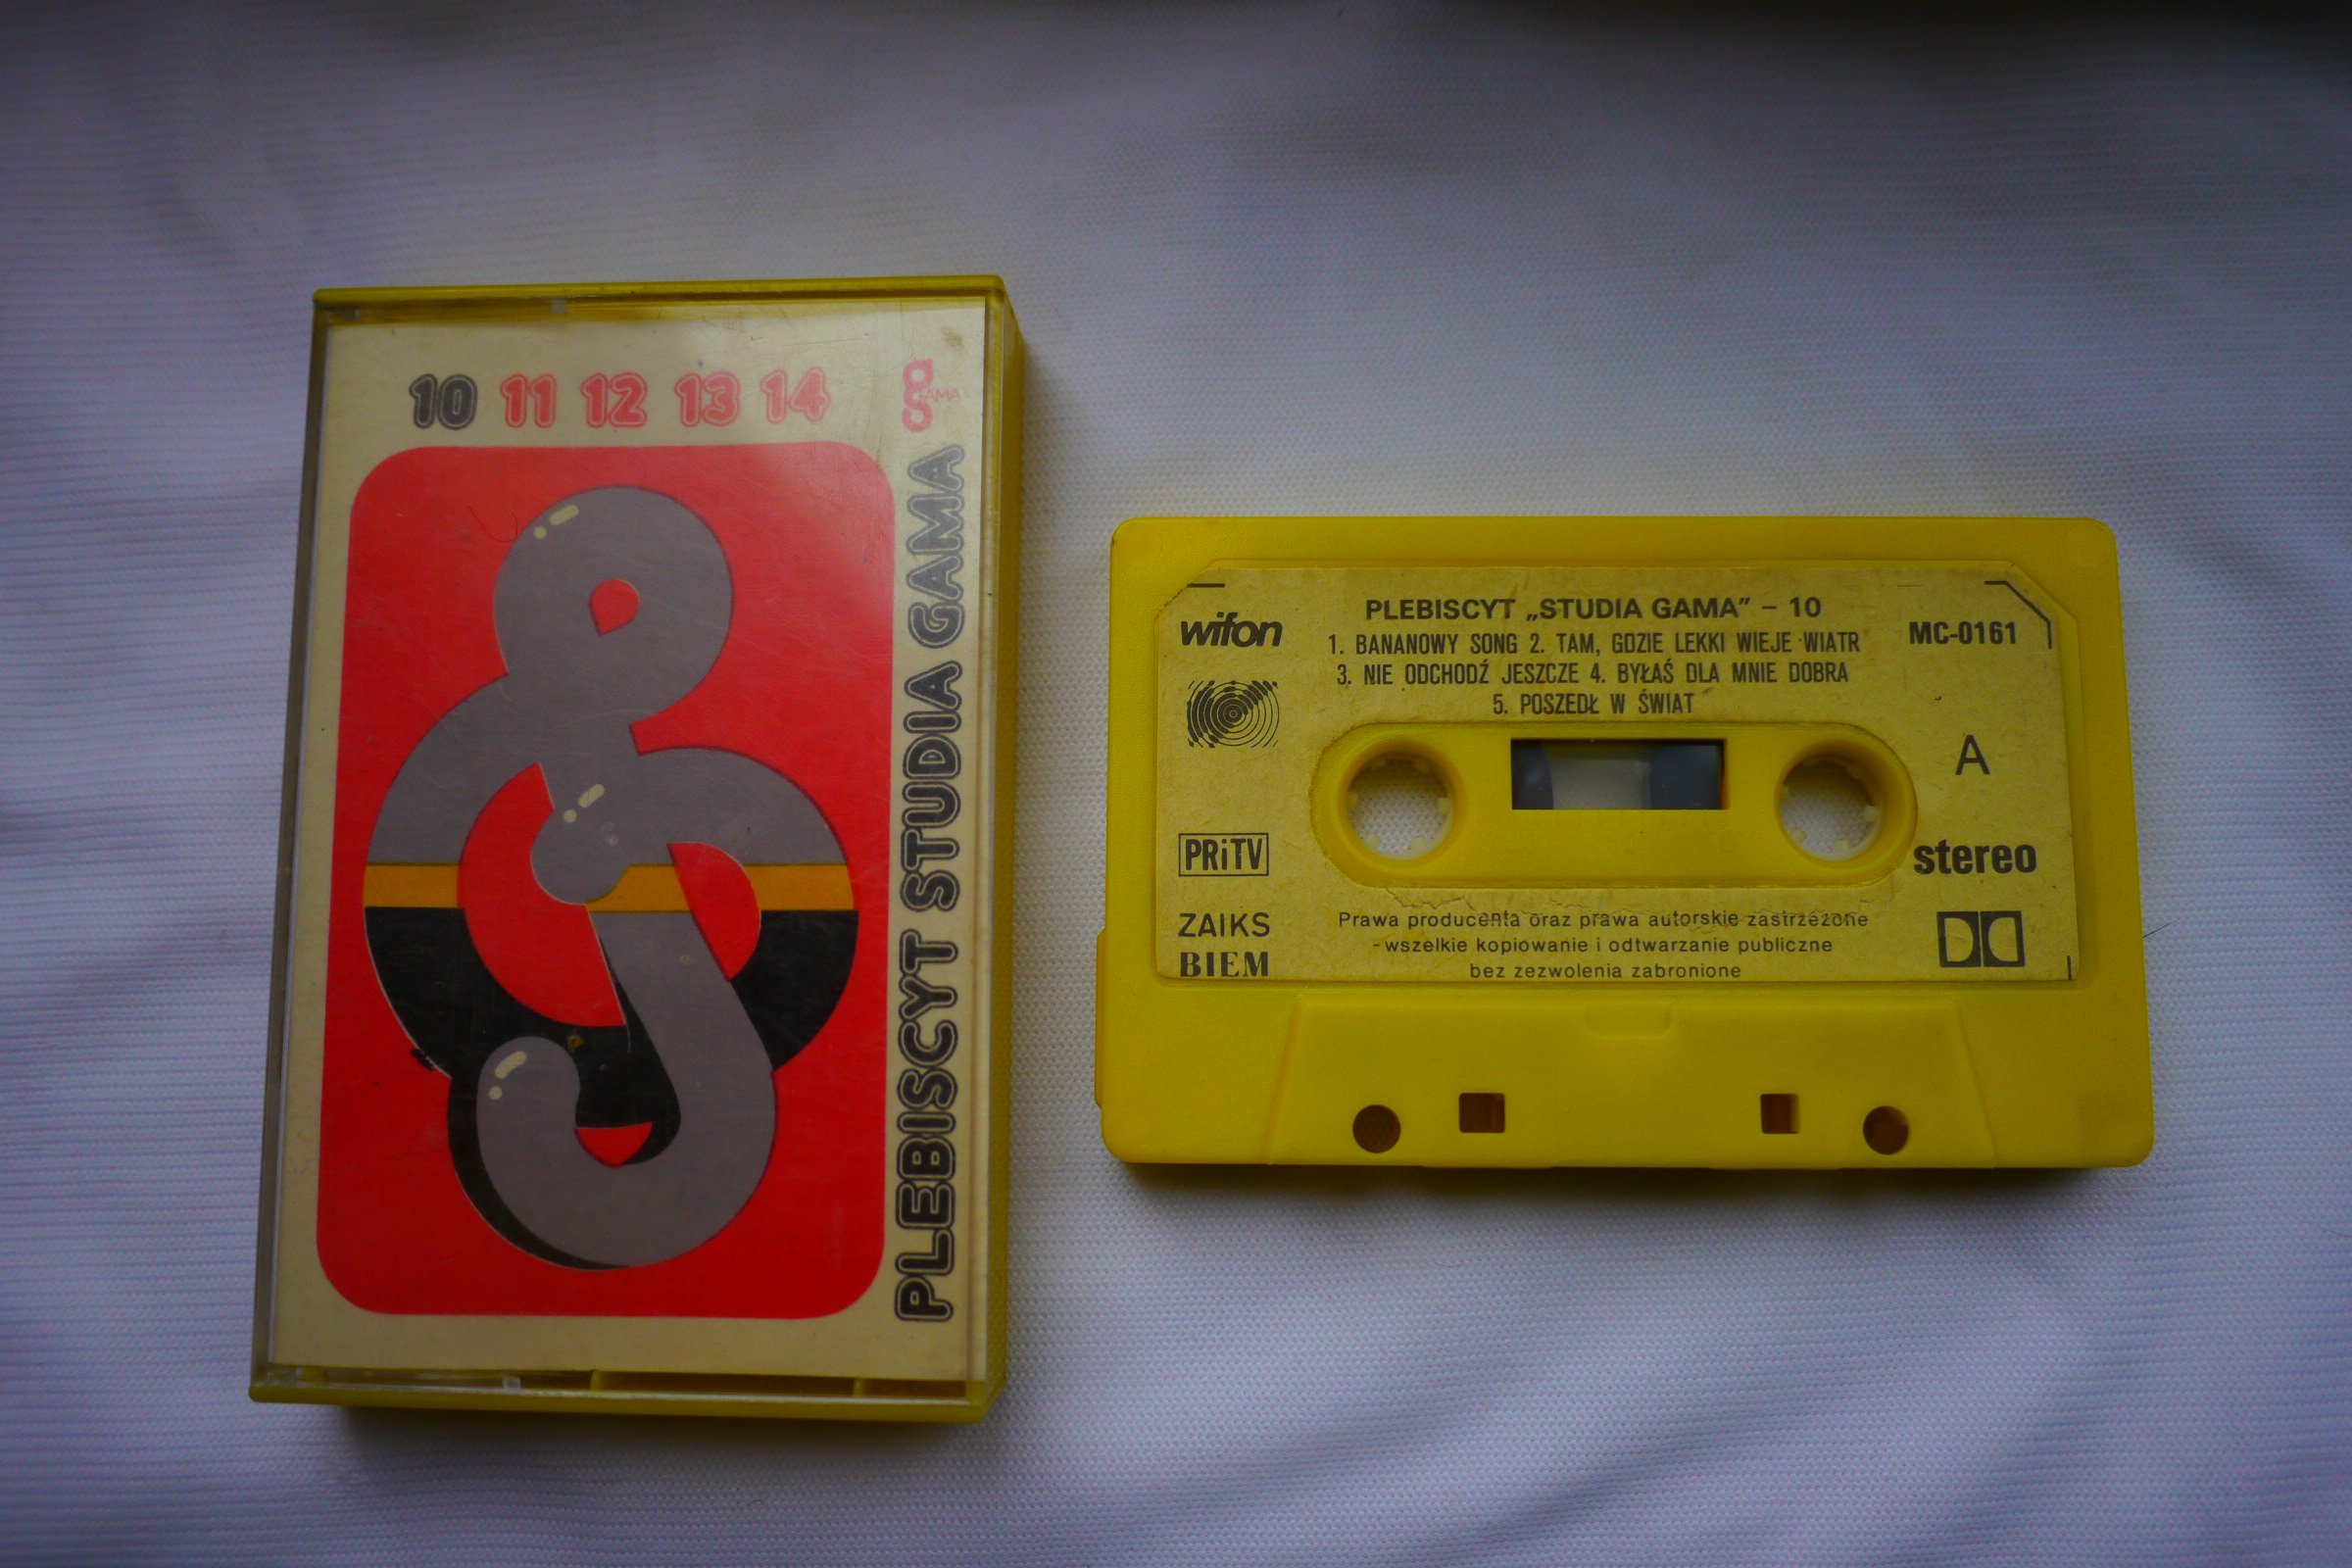 10 11 12 13 14
g AMA
PLEBISCYT STUDIA GAMA
wifon
PLEBISCYT „STUDIA GAMA” – 10
1. BANANOWY SONG 2. TAM, GDZIE LEKKI WIEJE WIATR
3. NIE ODCHODŹ JESZCZE 4. BYŁAŚ DLA MNIE DOBRA
5. POSZEDŁ W ŚWIAT
MC-0161
A
PRiTV
stereo
ZAIKS
BIEM
Prawa producenta oraz prawa autorskie zastrzeżone
- wszelkie kopiowanie i odtwarzanie publiczne
bez zezwolenia zabronione